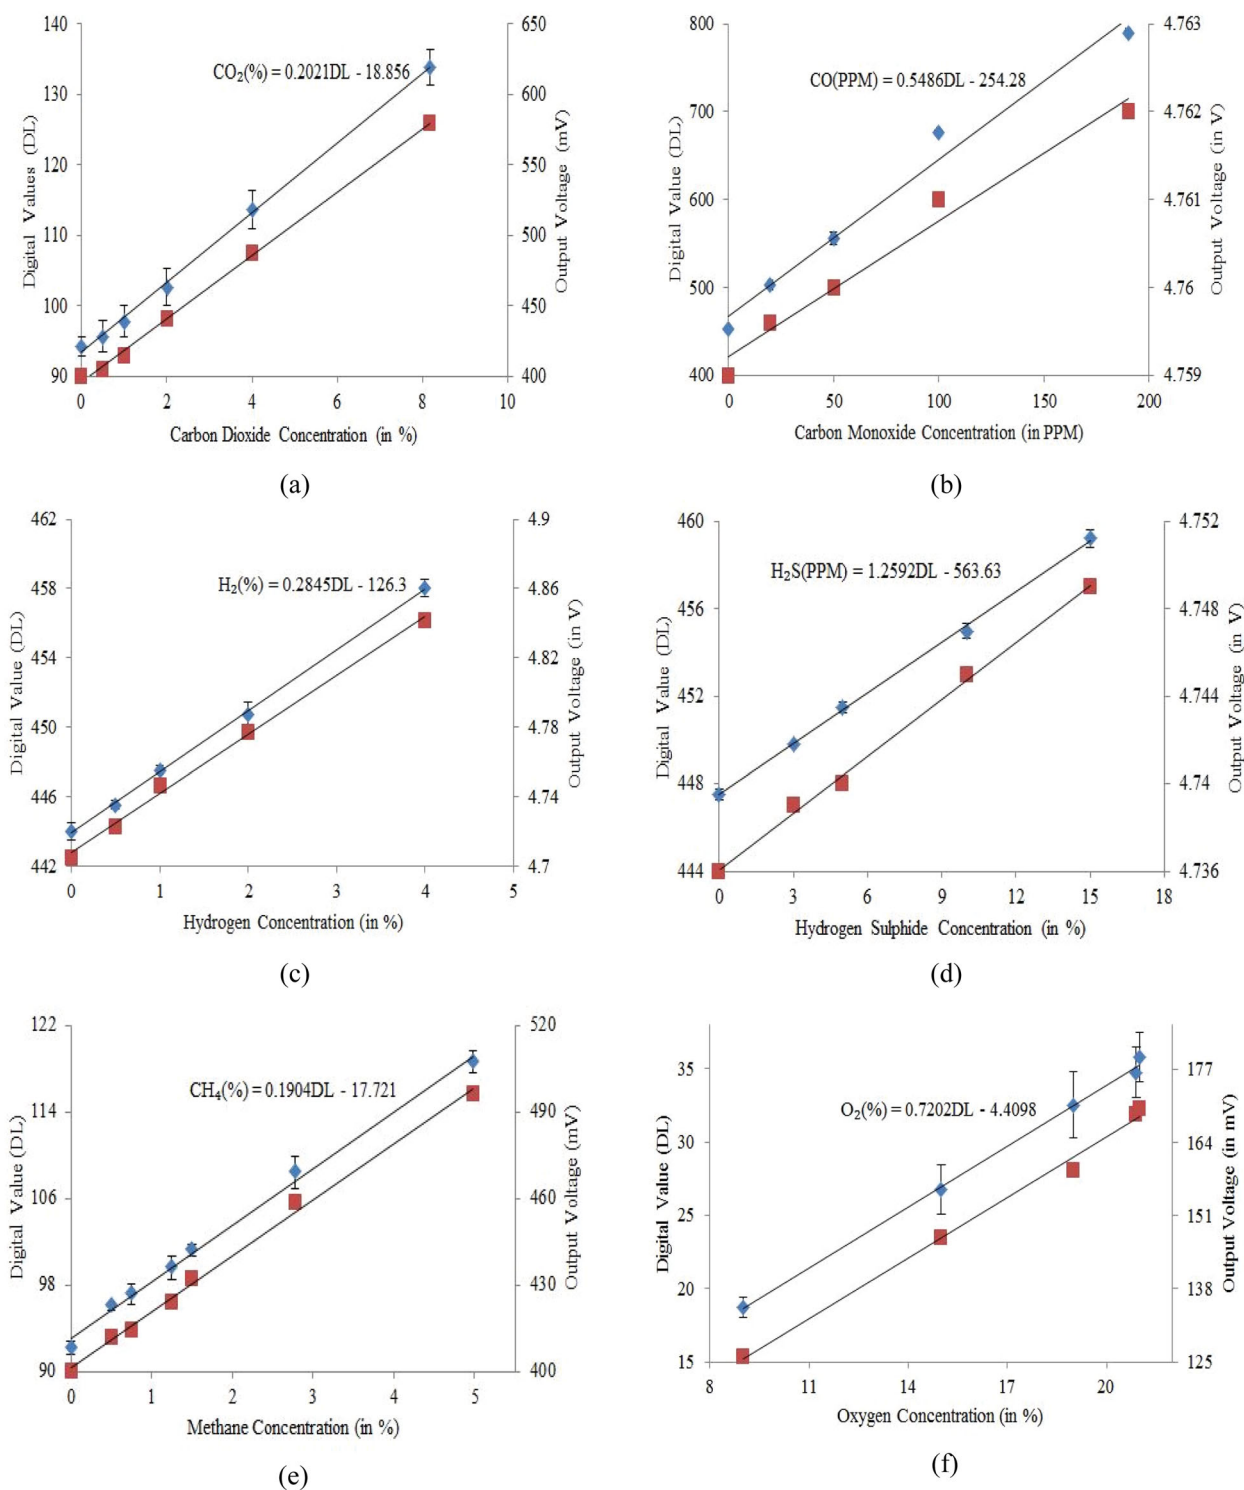 140
130
120
110
100
90
Digital Values (DL)
650
600
550
500
450
400
Output Voltage (mV)
CO₂(%) = 0.2021DL - 18.856
0 2 4 6 8 10
Carbon Dioxide Concentration (in %)
(a)
800
700
600
500
400
Digital Value (DL)
4.763
4.762
4.761
4.76
4.759
Output Voltage (in V)
CO(PPM) = 0.5486DL - 254.28
0 50 100 150 200
Carbon Monoxide Concentration (in PPM)
(b)
462
458
454
450
446
442
Digital Value (DL)
4.9
4.86
4.82
4.78
4.74
4.7
Output Voltage (in V)
H₂(%) = 0.2845DL - 126.3
0 1 2 3 4 5
Hydrogen Concentration (in %)
(c)
460
456
452
448
444
Digital Value (DL)
4.752
4.748
4.744
4.74
4.736
Output Voltage (in V)
H₂S(PPM) = 1.2592DL - 563.63
0 3 6 9 12 15 18
Hydrogen Sulphide Concentration (in %)
(d)
122
114
106
98
90
Digital Value (DL)
520
490
460
430
400
Output Voltage (mV)
CH₄(%) = 0.1904DL - 17.721
0 1 2 3 4 5
Methane Concentration (in %)
(e)
35
30
25
20
15
Digital Value (DL)
177
164
151
138
125
Output Voltage (in mV)
O₂(%) = 0.7202DL - 4.4098
8 11 14 17 20
Oxygen Concentration (in %)
(f)